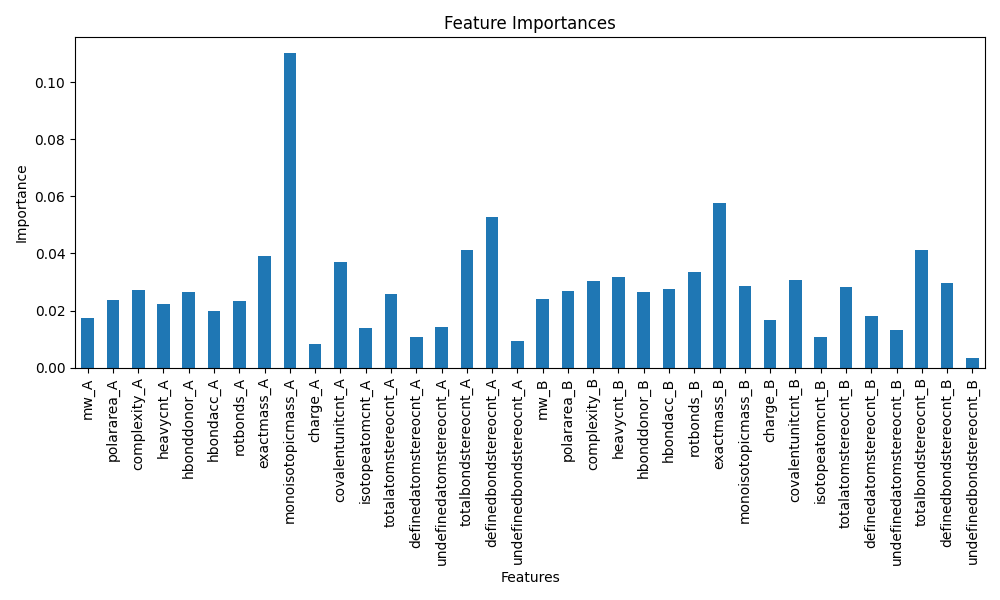 Feature Importances
Importance
0.10
0.08
0.06
0.04
0.02
0.00
mw_A
polararea_A
complexity_A
heavycnt_A
hbonddonor_A
hbondacc_A
rotbonds_A
exactmass_A
monoisotopicmass_A
charge_A
covalentunitcnt_A
isotopeatomcnt_A
totalatomstereocnt_A
definedatomstereocnt_A
undefinedatomstereocnt_A
totalbondstereocnt_A
definedbondstereocnt_A
undefinedbondstereocnt_A
mw_B
polararea_B
complexity_B
heavycnt_B
hbonddonor_B
hbondacc_B
rotbonds_B
exactmass_B
monoisotopicmass_B
charge_B
covalentunitcnt_B
isotopeatomcnt_B
totalatomstereocnt_B
definedatomstereocnt_B
undefinedatomstereocnt_B
totalbondstereocnt_B
definedbondstereocnt_B
undefinedbondstereocnt_B
Features